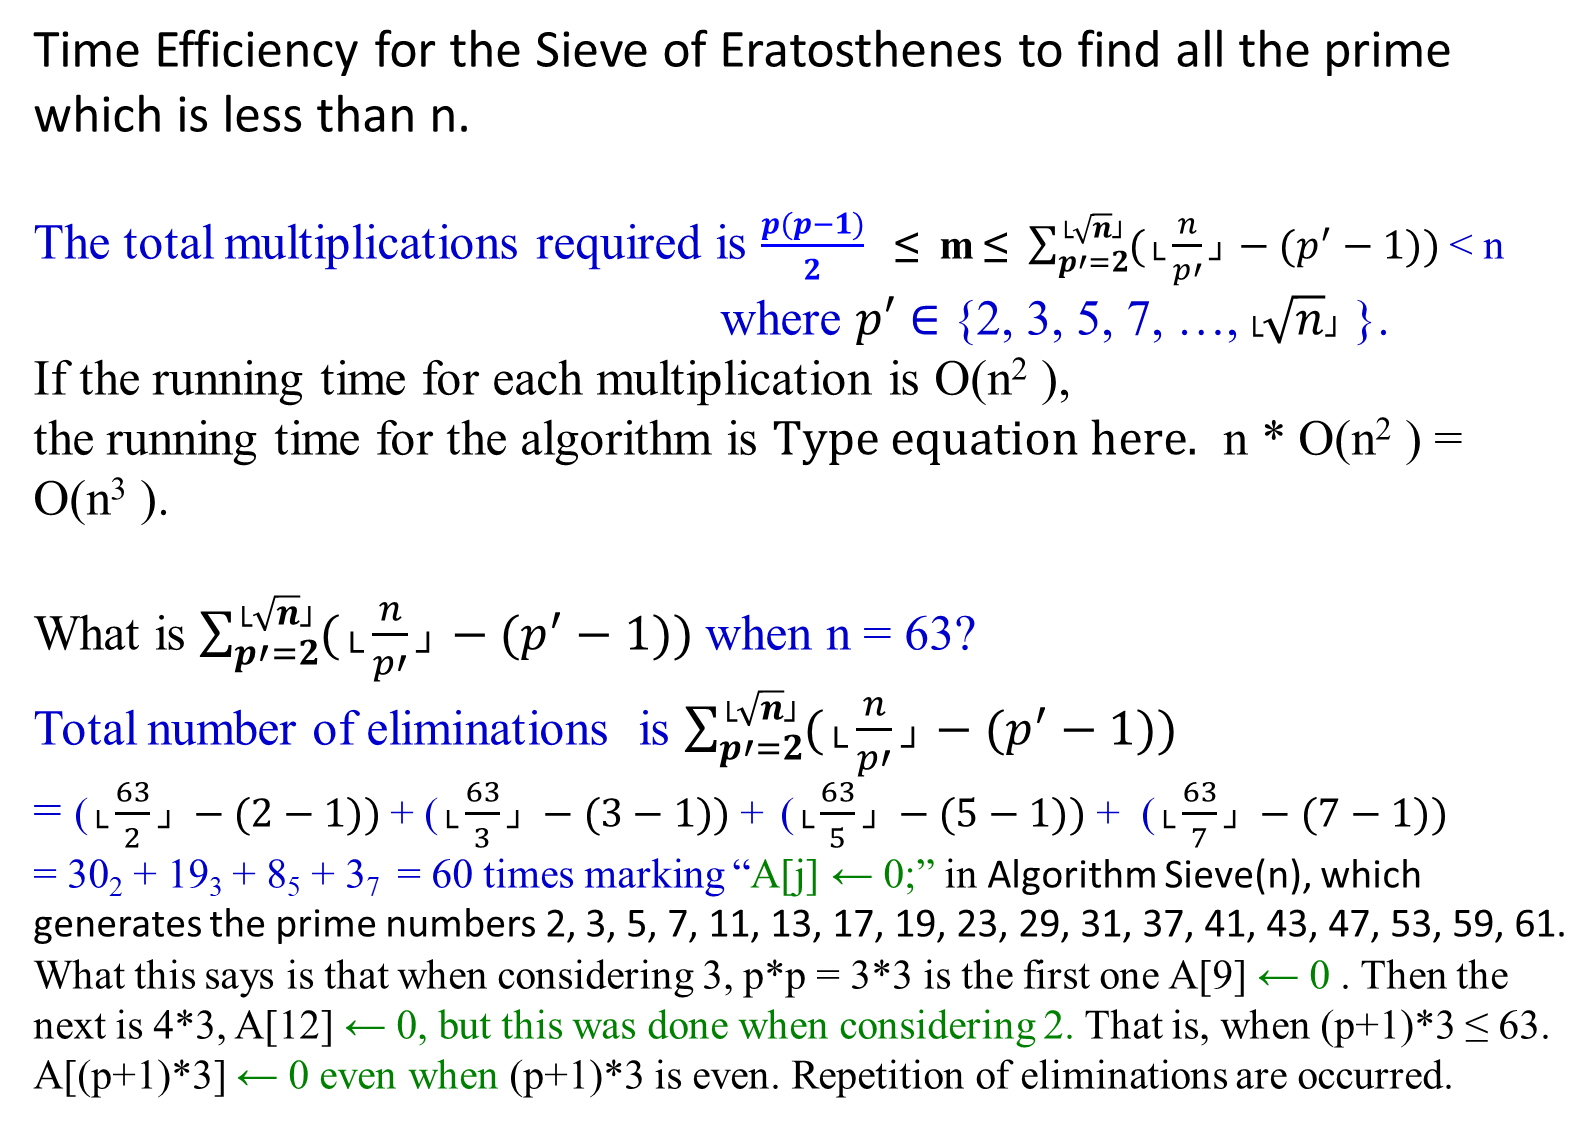 Time Efficiency for the Sieve of Eratosthenes to find all the prime
which is less than n.
The total multiplications required is p(p−1)/2 ≤ m ≤ ∑_{p′=2}^{⌊√n⌋}(⌊n/p′⌋ − (p′ − 1)) < n
where p′ ∈ {2, 3, 5, 7, …, ⌊√n⌋ }.
If the running time for each multiplication is O(n² ),
the running time for the algorithm is Type equation here. n * O(n² ) =
O(n³ ).
What is ∑_{p′=2}^{⌊√n⌋}(⌊n/p′⌋ − (p′ − 1)) when n = 63?
Total number of eliminations is ∑_{p′=2}^{⌊√n⌋}(⌊n/p′⌋ − (p′ − 1))
= (⌊63/2⌋ − (2 − 1)) + (⌊63/3⌋ − (3 − 1)) + (⌊63/5⌋ − (5 − 1)) + (⌊63/7⌋ − (7 − 1))
= 30₂ + 19₃ + 8₅ + 3₇ = 60 times marking “A[j] ← 0;” in Algorithm Sieve(n), which
generates the prime numbers 2, 3, 5, 7, 11, 13, 17, 19, 23, 29, 31, 37, 41, 43, 47, 53, 59, 61.
What this says is that when considering 3, p*p = 3*3 is the first one A[9] ← 0 . Then the
next is 4*3, A[12] ← 0, but this was done when considering 2. That is, when (p+1)*3 ≤ 63.
A[(p+1)*3] ← 0 even when (p+1)*3 is even. Repetition of eliminations are occurred.